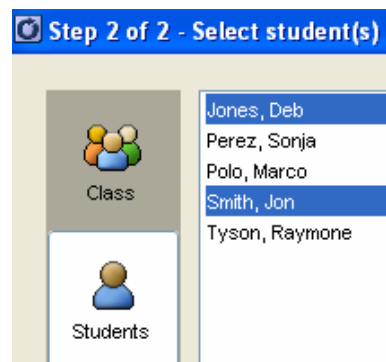 Step 2 of 2 - Select student(s)
Class
Students
Jones, Deb
Perez, Sonja
Polo, Marco
Smith, Jon
Tyson, Raymone